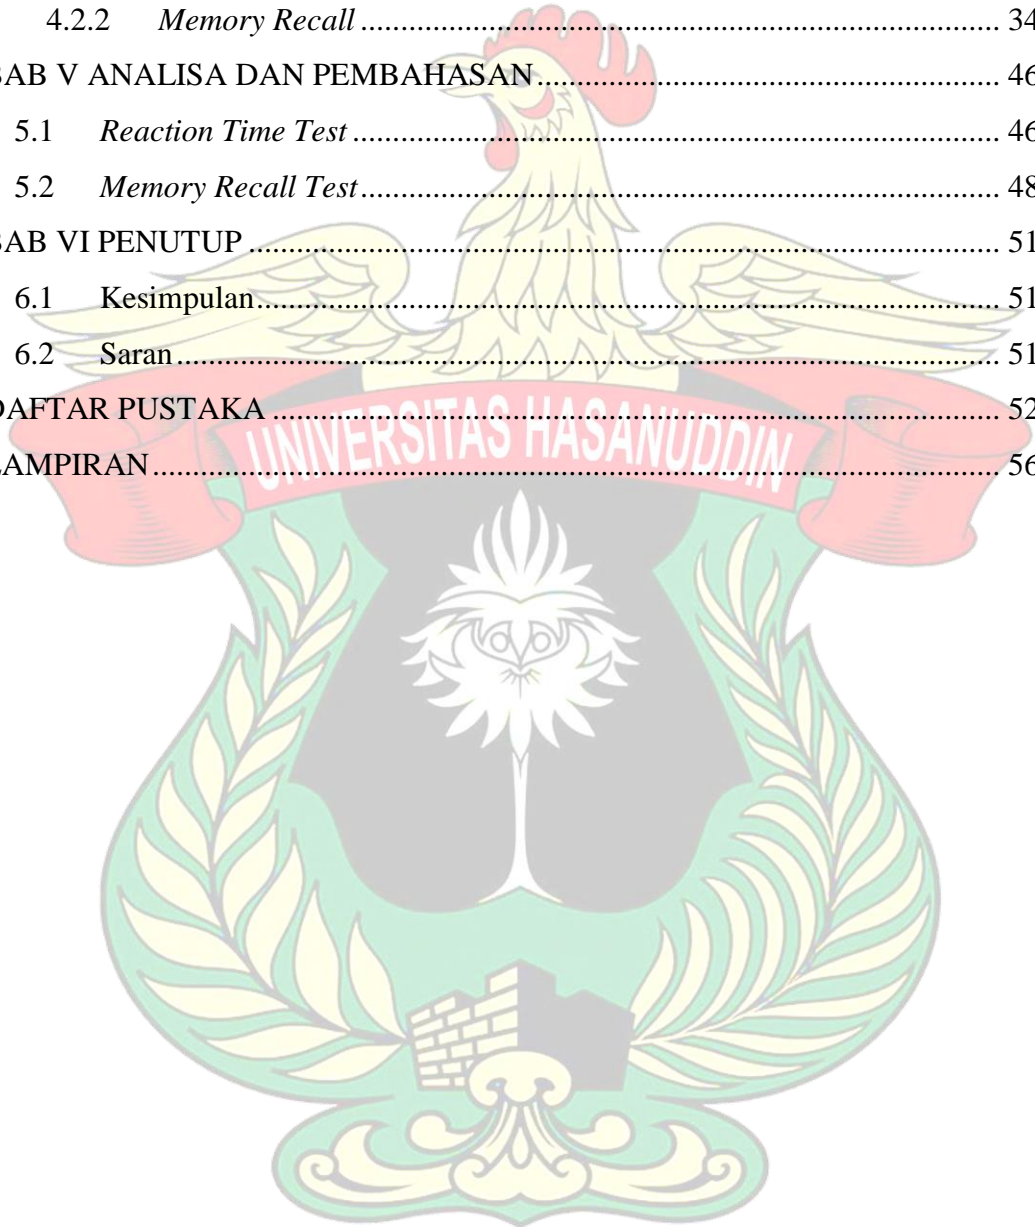 4.2.2 Memory Recall ........................................................ 34
BAB V ANALISA DAN PEMBAHASAN ........................................................ 46
5.1 Reaction Time Test ........................................................ 46
5.2 Memory Recall Test ........................................................ 48
BAB VI PENUTUP ........................................................ 51
6.1 Kesimpulan ........................................................ 51
6.2 Saran ........................................................ 51
DAFTAR PUSTAKA ........................................................ 52
LAMPIRAN ........................................................ 56
UNIVERSITAS HASANUDDIN